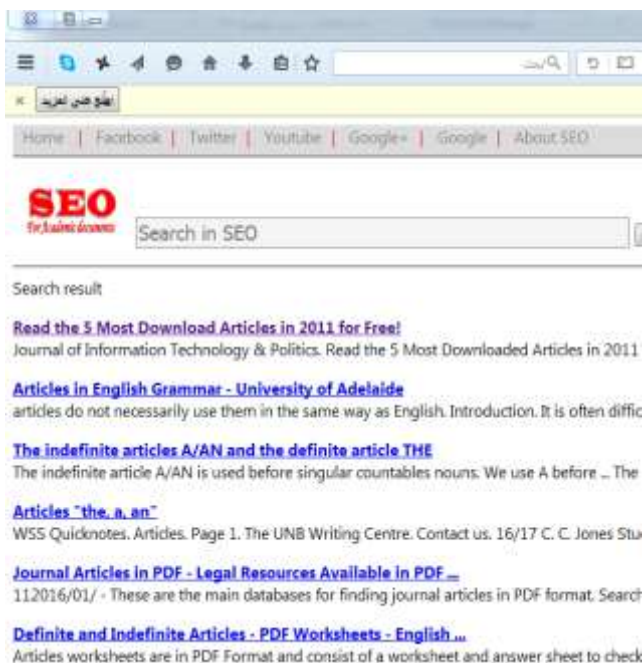 Home | Facebook | Twitter | Youtube | Google+ | Google | About SEO
SEO
For Academic documents
Search in SEO
Search result
Read the 5 Most Download Articles in 2011 for Free!
Journal of Information Technology & Politics. Read the 5 Most Downloaded Articles in 2011
Articles in English Grammar - University of Adelaide
articles do not necessarily use them in the same way as English. Introduction. It is often diffic
The indefinite articles A/AN and the definite article THE
The indefinite article A/AN is used before singular countables nouns. We use A before ... The
Articles "the, a, an"
WSS Quicknotes. Articles. Page 1. The UNB Writing Centre. Contact us. 16/17 C. C. Jones Stu
Journal Articles in PDF - Legal Resources Available in PDF ...
112016/01/ - These are the main databases for finding journal articles in PDF format. Search
Definite and Indefinite Articles - PDF Worksheets - English ...
Articles worksheets are in PDF Format and consist of a worksheet and answer sheet to check